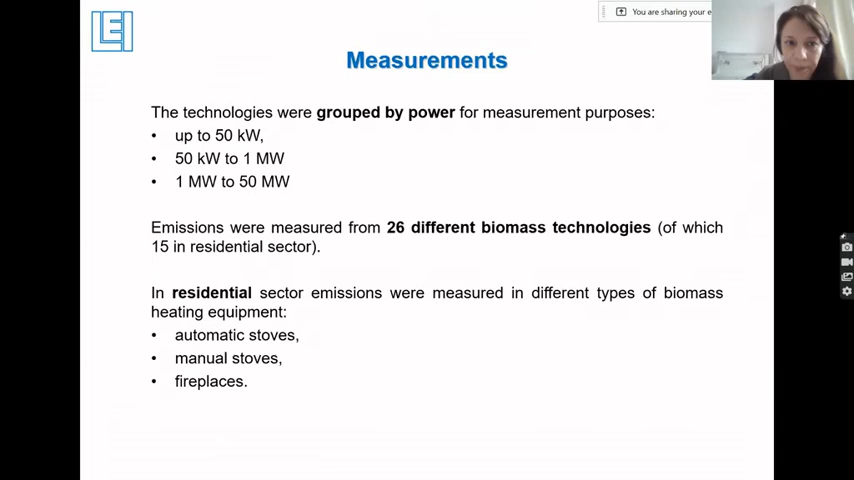 LEI
You are sharing your e
Measurements
The technologies were grouped by power for measurement purposes:
• up to 50 kW,
• 50 kW to 1 MW
• 1 MW to 50 MW
Emissions were measured from 26 different biomass technologies (of which
15 in residential sector).
In residential sector emissions were measured in different types of biomass
heating equipment:
• automatic stoves,
• manual stoves,
• fireplaces.